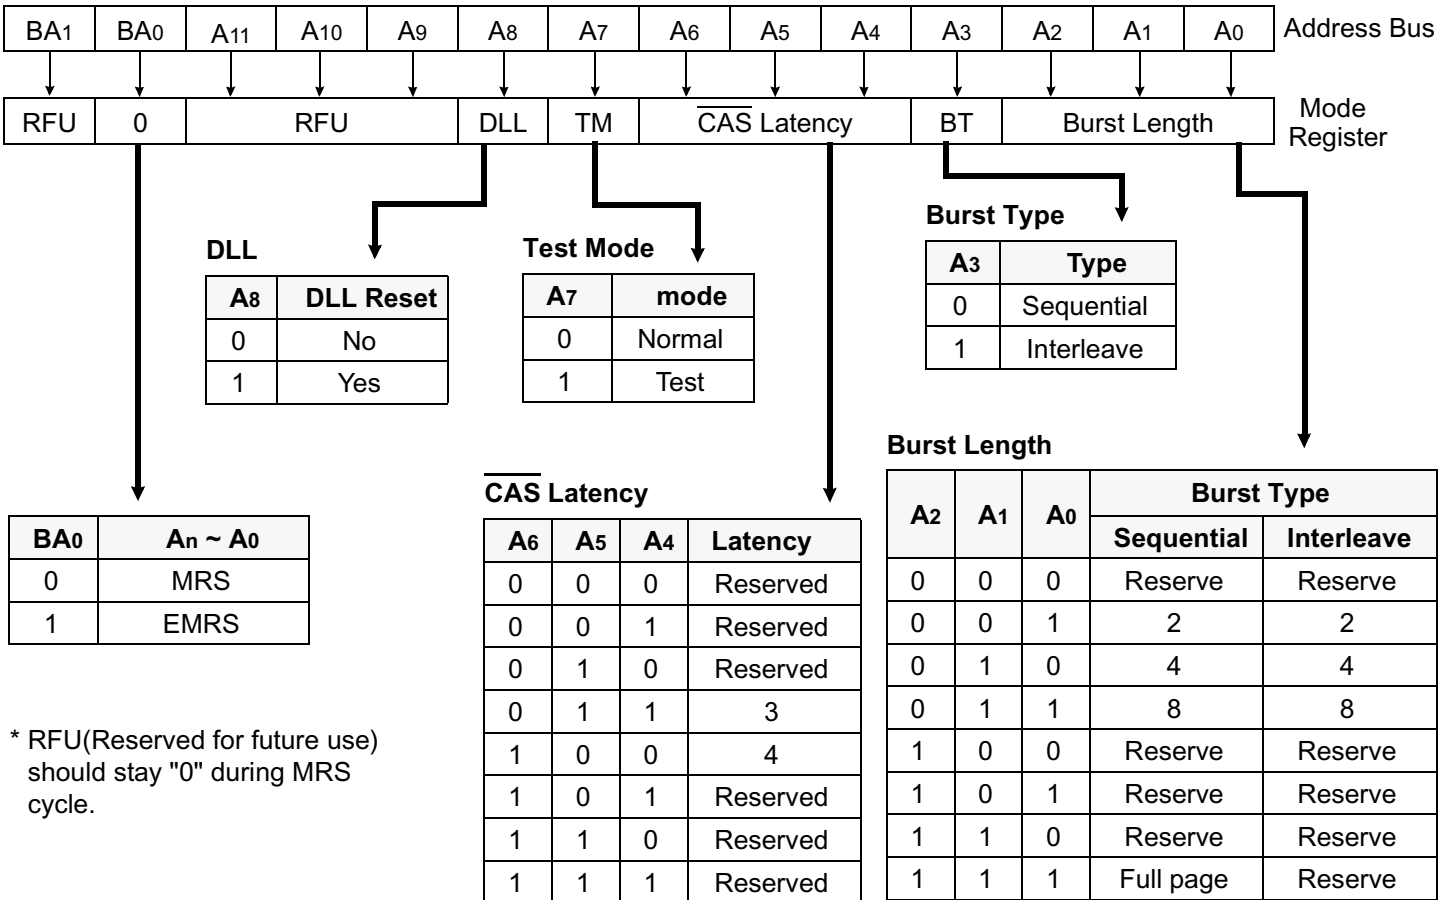 BA1 BA0 A11 A10 A9 A8 A7 A6 A5 A4 A3 A2 A1 A0 Address Bus
RFU 0 RFU DLL TM CAS Latency BT Burst Length Mode Register
DLL
A8 DLL Reset
0 No
1 Yes
Test Mode
A7 mode
0 Normal
1 Test
Burst Type
A3 Type
0 Sequential
1 Interleave
BA0 An ~ A0
0 MRS
1 EMRS
* RFU(Reserved for future use)
should stay "0" during MRS
cycle.
CAS Latency
A6 A5 A4 Latency
0 0 0 Reserved
0 0 1 Reserved
0 1 0 Reserved
0 1 1 3
1 0 0 4
1 0 1 Reserved
1 1 0 Reserved
1 1 1 Reserved
Burst Length
A2 A1 A0 Burst Type
Sequential Interleave
0 0 0 Reserve Reserve
0 0 1 2 2
0 1 0 4 4
0 1 1 8 8
1 0 0 Reserve Reserve
1 0 1 Reserve Reserve
1 1 0 Reserve Reserve
1 1 1 Full page Reserve